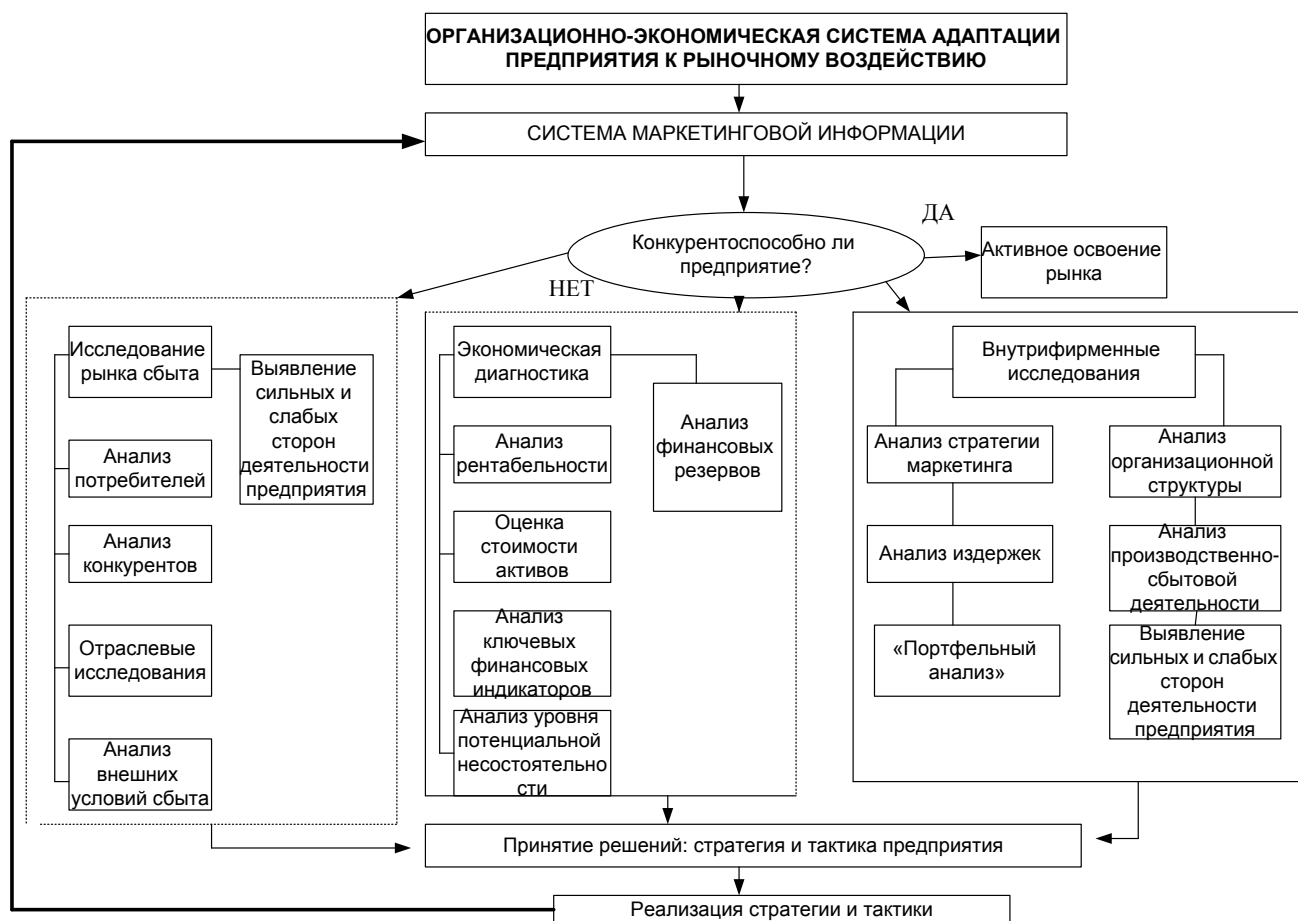 ОРГАНИЗАЦИОННО-ЭКОНОМИЧЕСКАЯ СИСТЕМА АДАПТАЦИИ
ПРЕДПРИЯТИЯ К РЫНОЧНОМУ ВОЗДЕЙСТВИЮ
СИСТЕМА МАРКЕТИНГОВОЙ ИНФОРМАЦИИ
Конкурентоспособно ли
предприятие?
ДА
Активное освоение
рынка
НЕТ
Исследование
рынка сбыта
Выявление
сильных и
слабых
сторон
деятельности
предприятия
Анализ
потребителей
Анализ
конкурентов
Отраслевые
исследования
Анализ
внешних
условий сбыта
Экономическая
диагностика
Анализ
финансовых
резервов
Анализ
рентабельности
Оценка
стоимости
активов
Анализ
ключевых
финансовых
индикаторов
Анализ уровня
потенциальной
несостоятельно
сти
Внутрифирменные
исследования
Анализ стратегии
маркетинга
Анализ издержек
«Портфельный
анализ»
Анализ
организационной
структуры
Анализ
производственно-
сбытовой
деятельности
Выявление
сильных и слабых
сторон
деятельности
предприятия
Принятие решений: стратегия и тактика предприятия
Реализация стратегии и тактики